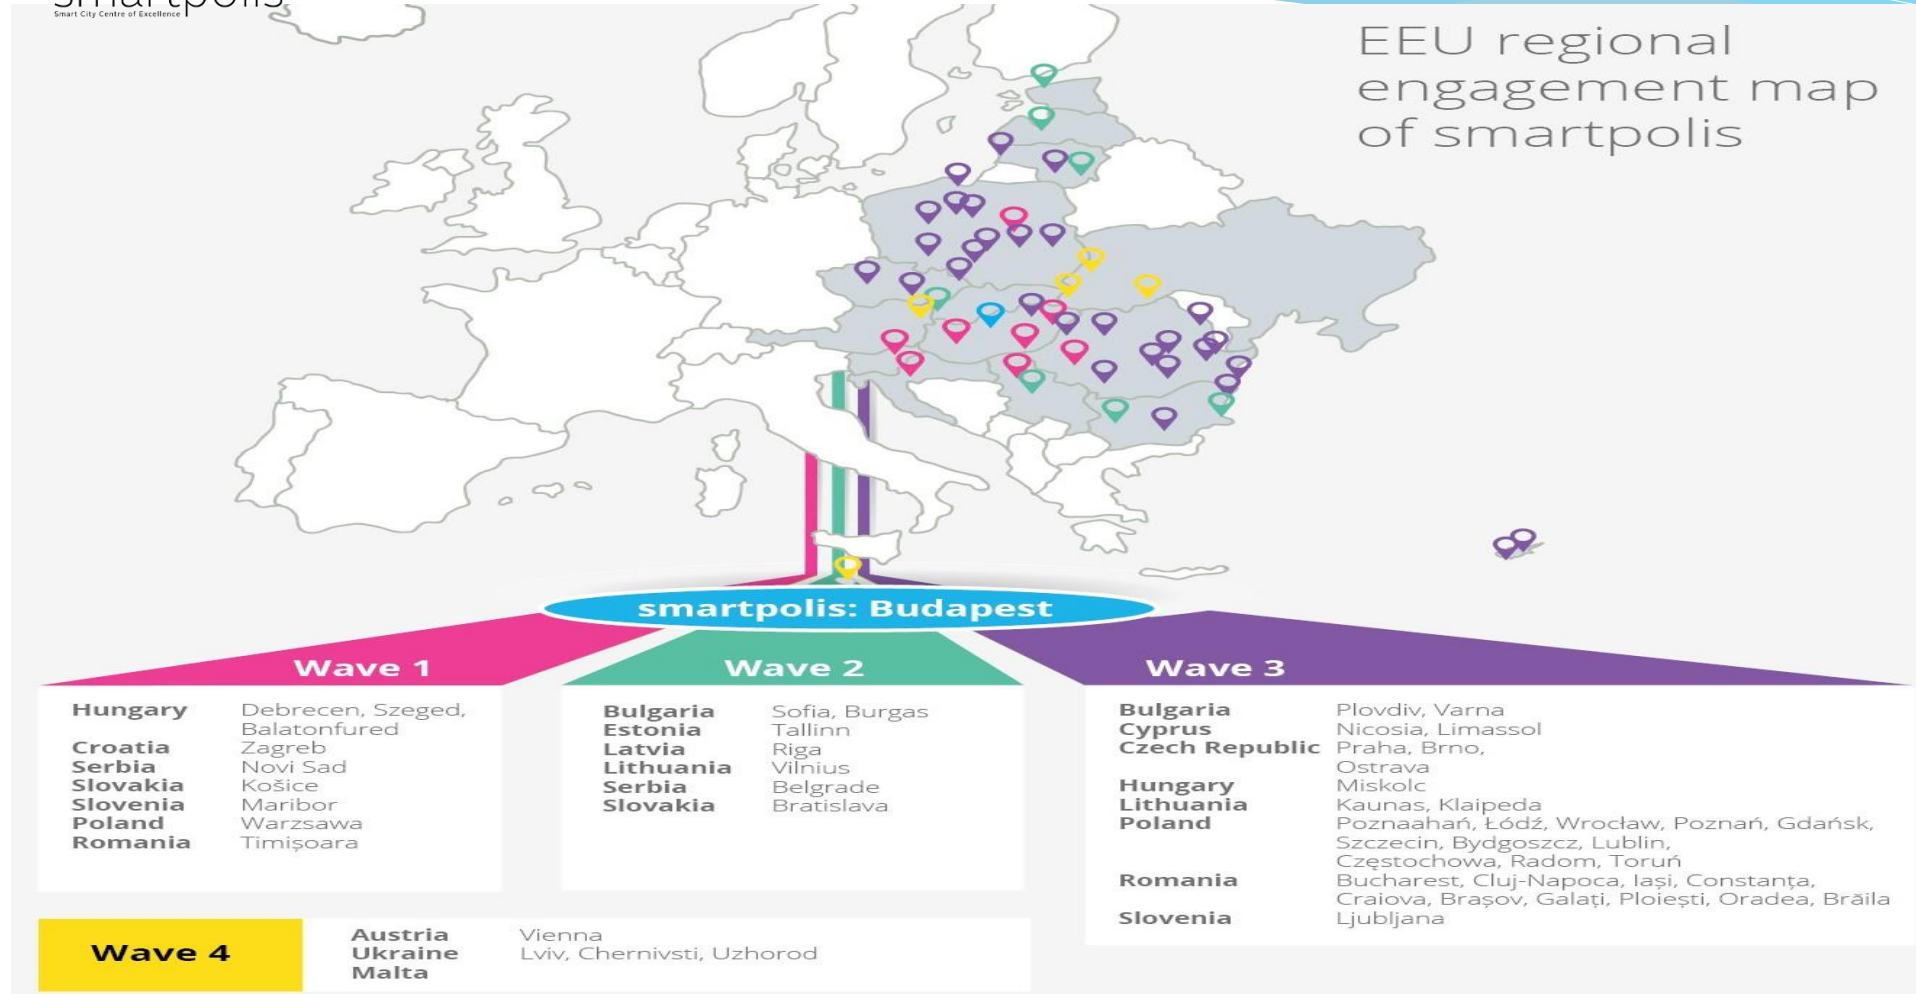 smartpolis
Smart City Centre of Excellence
EEU regional
engagement map
of smartpolis
smartpolis: Budapest
Wave 1
Hungary Debrecen, Szeged,
Balatonfured
Croatia Zagreb
Serbia Novi Sad
Slovakia Košice
Slovenia Maribor
Poland Warzsawa
Romania Timișoara
Wave 2
Bulgaria Sofia, Burgas
Estonia Tallinn
Latvia Riga
Lithuania Vilnius
Serbia Belgrade
Slovakia Bratislava
Wave 3
Bulgaria Plovdiv, Varna
Cyprus Nicosia, Limassol
Czech Republic Praha, Brno,
Ostrava
Hungary Miskolc
Lithuania Kaunas, Klaipeda
Poland Poznaahań, Łódź, Wrocław, Poznań, Gdańsk,
Szczecin, Bydgoszcz, Lublin,
Częstochowa, Radom, Toruń
Romania Bucharest, Cluj-Napoca, Iași, Constanța,
Craiova, Brașov, Galați, Ploiești, Oradea, Brăila
Slovenia Ljubljana
Wave 4
Austria Vienna
Ukraine Lviv, Chernivsti, Uzhorod
Malta